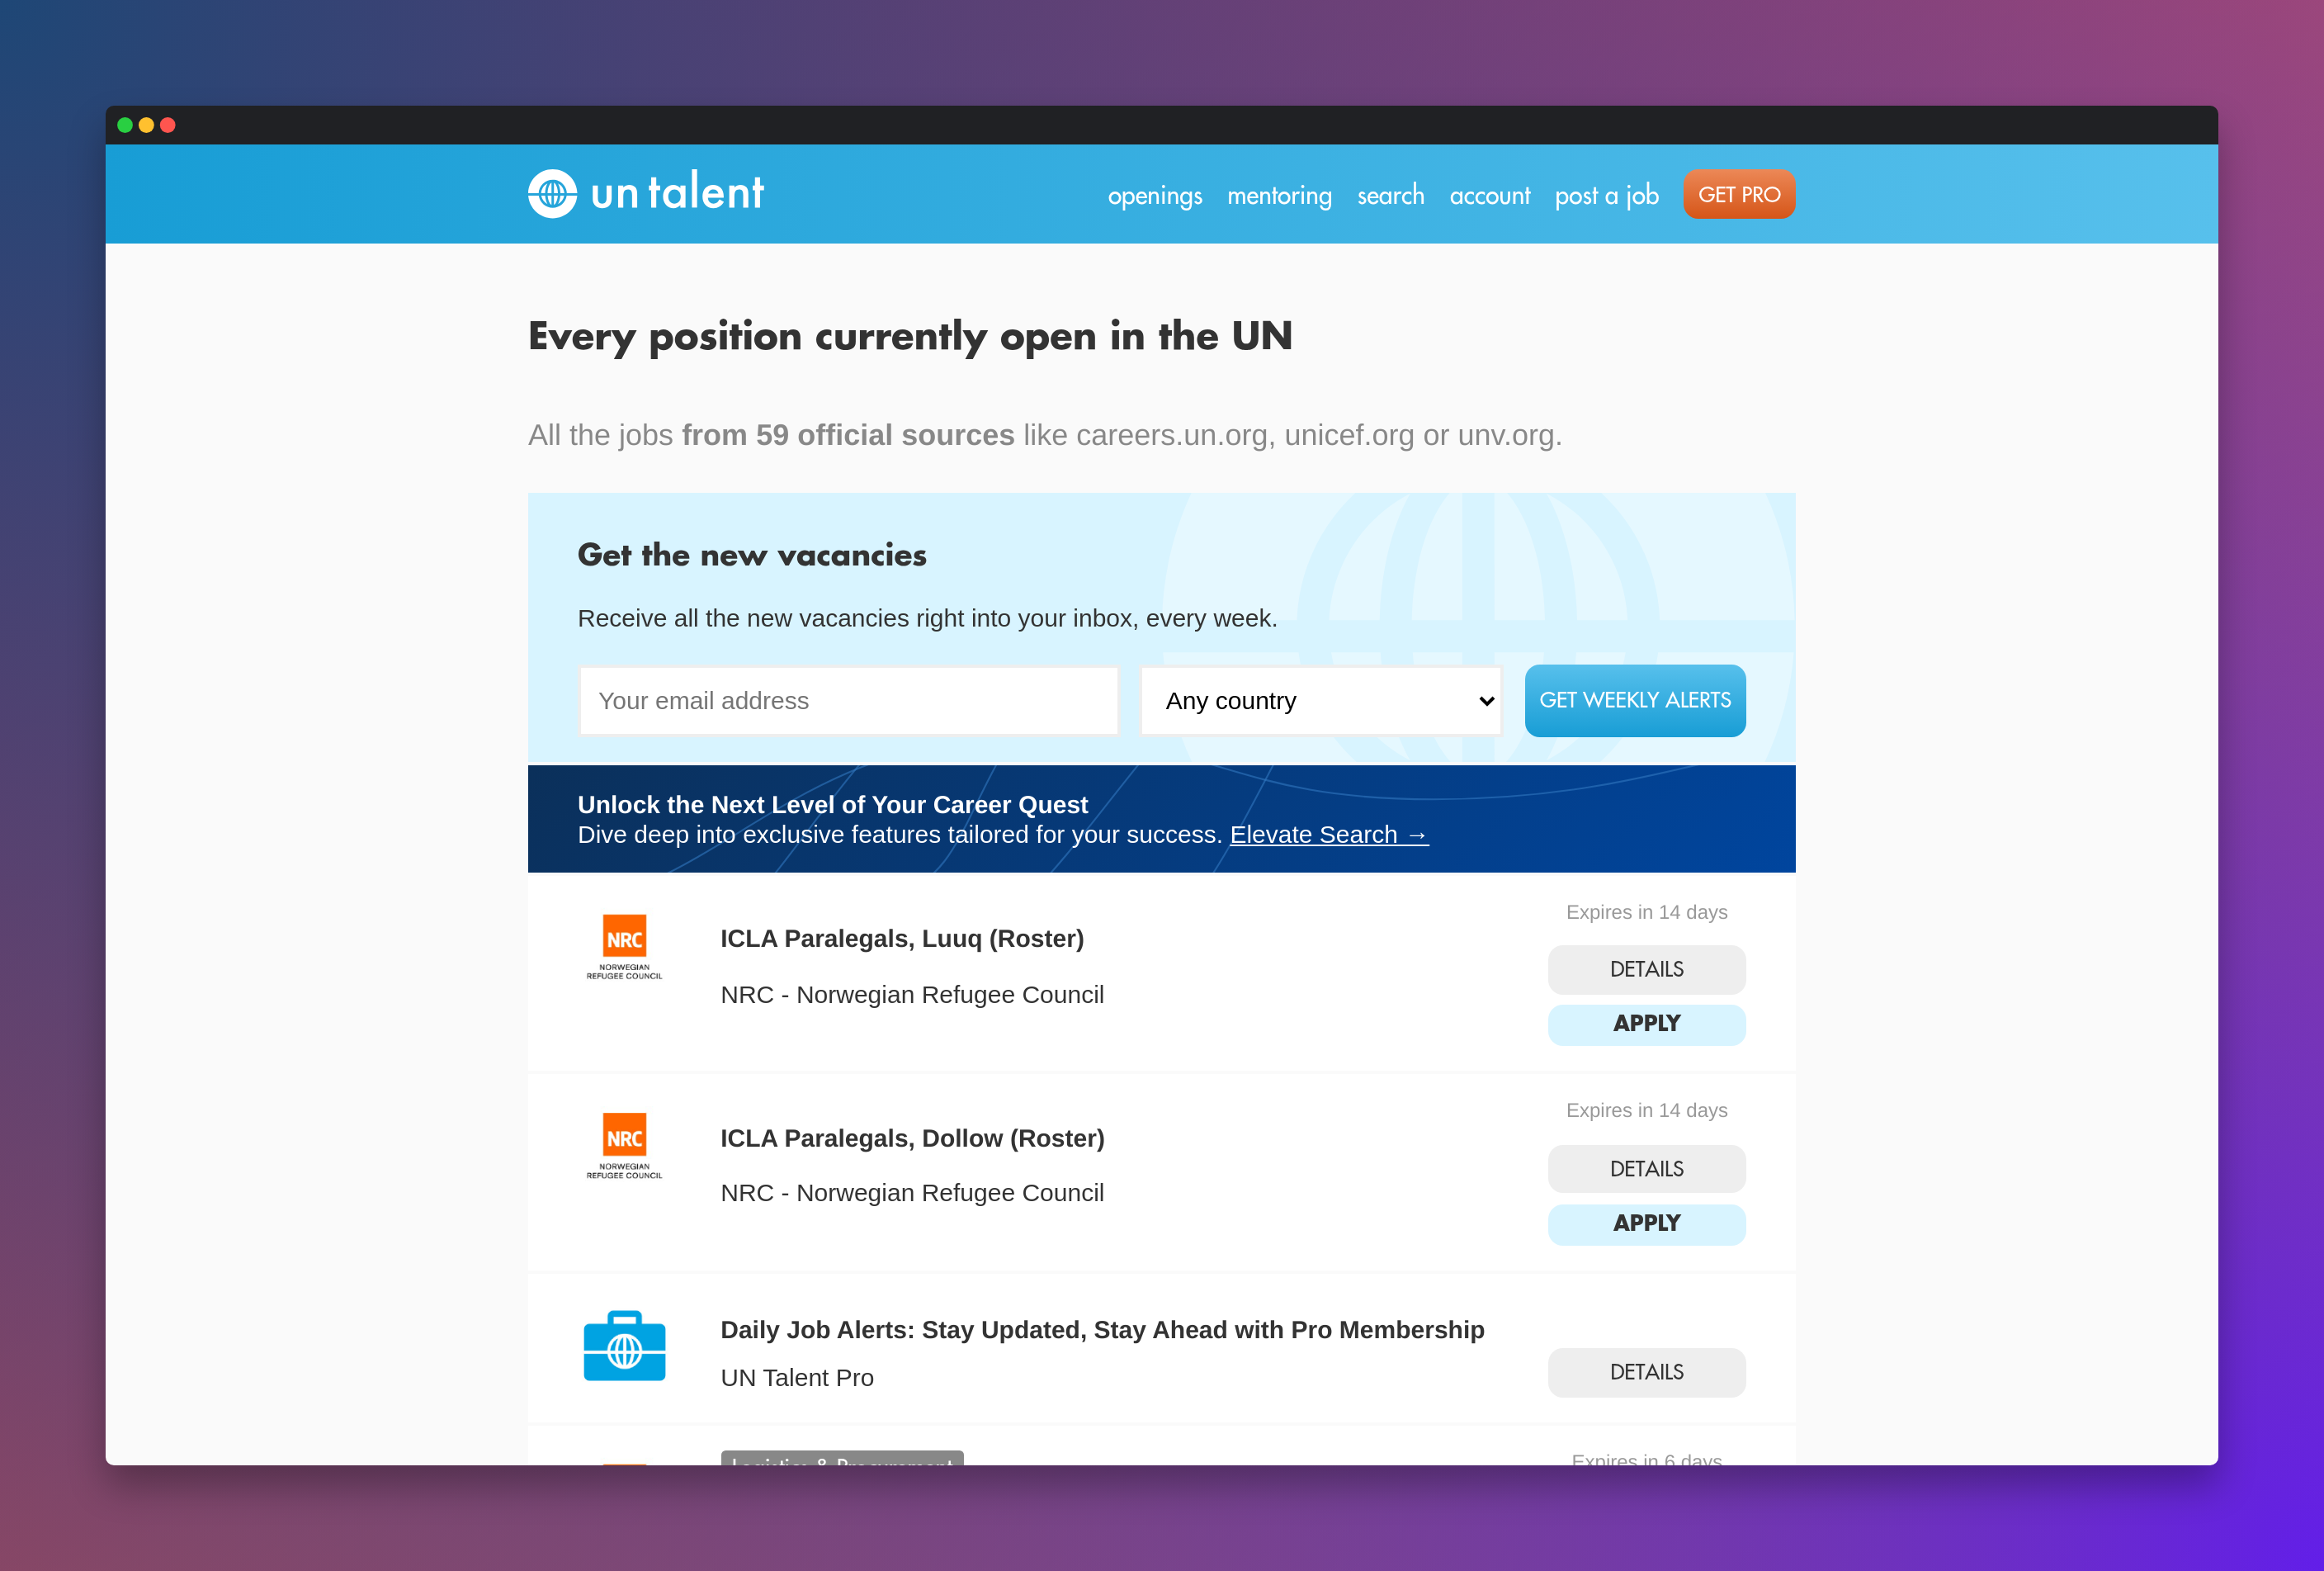 un talent
openings mentoring search account post a job GET PRO
Every position currently open in the UN
All the jobs from 59 official sources like careers.un.org, unicef.org or unv.org.
Get the new vacancies
Receive all the new vacancies right into your inbox, every week.
Your email address Any country GET WEEKLY ALERTS
Unlock the Next Level of Your Career Quest
Dive deep into exclusive features tailored for your success. Elevate Search →
NRC
NORWEGIAN
REFUGEE COUNCIL
ICLA Paralegals, Luuq (Roster)
NRC - Norwegian Refugee Council
Expires in 14 days
DETAILS
APPLY
NRC
NORWEGIAN
REFUGEE COUNCIL
ICLA Paralegals, Dollow (Roster)
NRC - Norwegian Refugee Council
Expires in 14 days
DETAILS
APPLY
Daily Job Alerts: Stay Updated, Stay Ahead with Pro Membership
UN Talent Pro
DETAILS
Logistics & Procurement
Expires in 6 days